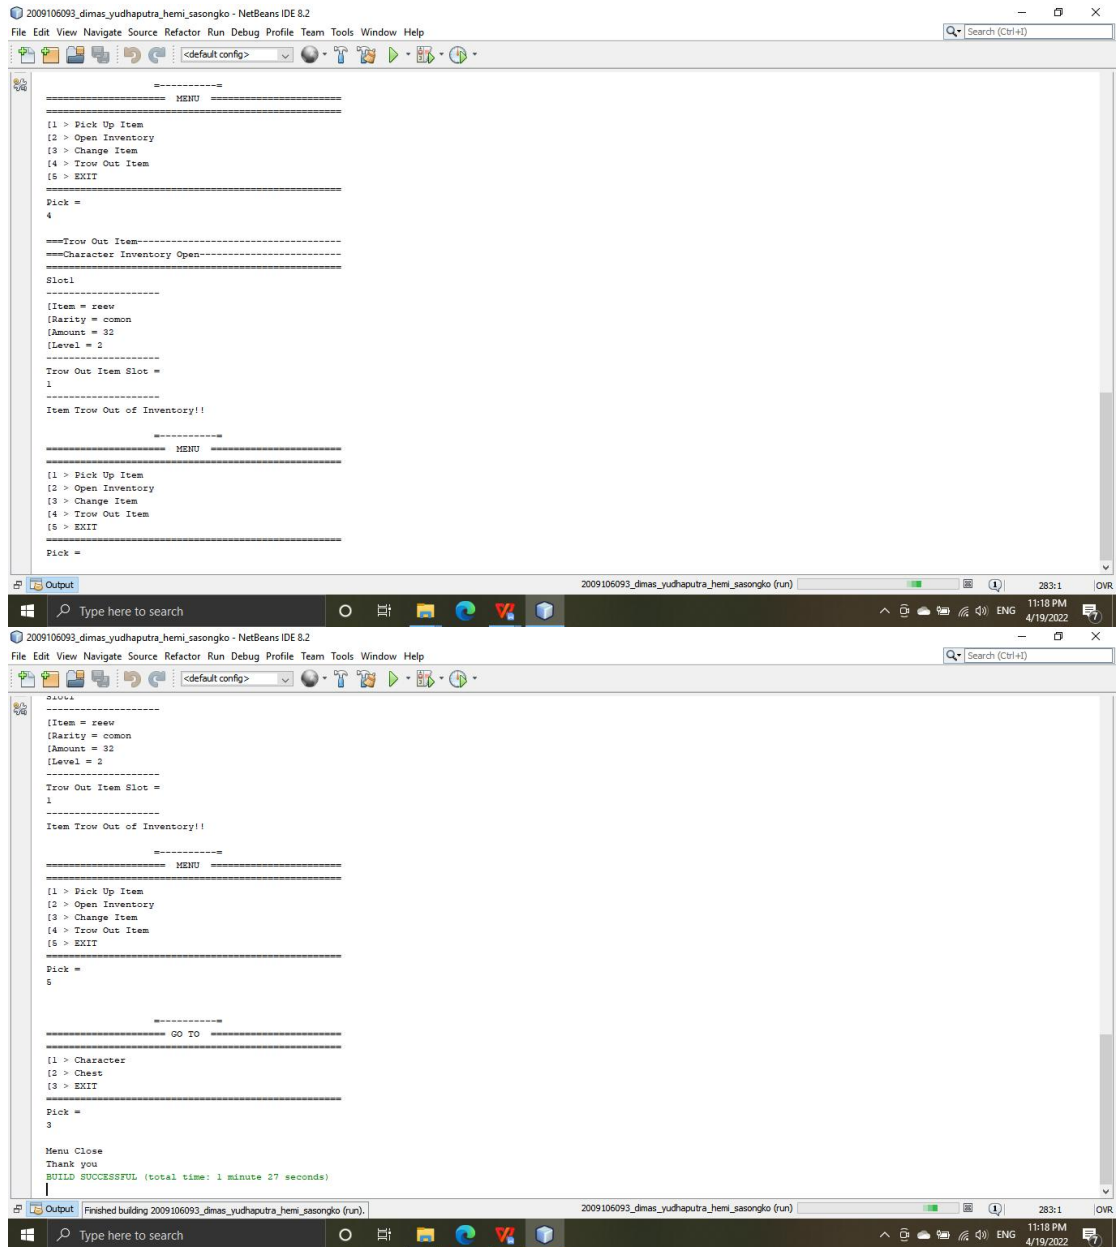 2009106093_dimas_yudhaputra_hemi_sasongko - NetBeans IDE 8.2
File Edit View Navigate Source Refactor Run Debug Profile Team Tools Window Help
Search (Ctrl+I)
<default config>
=----------=
===================== MENU =======================
====================================================
[1 > Pick Up Item
[2 > Open Inventory
[3 > Change Item
[4 > Trow Out Item
[5 > EXIT
====================================================
Pick =
4
===Trow Out Item------------------------------------
===Character Inventory Open-------------------------
====================================================
Slot1
--------------------
[Item = reew
[Rarity = comon
[Amount = 32
[Level = 2
--------------------
Trow Out Item Slot =
1
--------------------
Item Trow Out of Inventory!!
=----------=
===================== MENU =======================
====================================================
[1 > Pick Up Item
[2 > Open Inventory
[3 > Change Item
[4 > Trow Out Item
[5 > EXIT
====================================================
Pick =
Output
2009106093_dimas_yudhaputra_hemi_sasongko (run)
1
283:1
OVR
Type here to search
ENG
11:18 PM
4/19/2022
7
2009106093_dimas_yudhaputra_hemi_sasongko - NetBeans IDE 8.2
File Edit View Navigate Source Refactor Run Debug Profile Team Tools Window Help
Search (Ctrl+I)
<default config>
Slot1
--------------------
[Item = reew
[Rarity = comon
[Amount = 32
[Level = 2
--------------------
Trow Out Item Slot =
1
--------------------
Item Trow Out of Inventory!!
=----------=
===================== MENU =======================
====================================================
[1 > Pick Up Item
[2 > Open Inventory
[3 > Change Item
[4 > Trow Out Item
[5 > EXIT
====================================================
Pick =
5
=----------=
===================== GO TO =======================
====================================================
[1 > Character
[2 > Chest
[3 > EXIT
====================================================
Pick =
3
Menu Close
Thank you
BUILD SUCCESSFUL (total time: 1 minute 27 seconds)
Output
Finished building 2009106093_dimas_yudhaputra_hemi_sasongko (run).
2009106093_dimas_yudhaputra_hemi_sasongko (run)
1
283:1
OVR
Type here to search
ENG
11:18 PM
4/19/2022
7